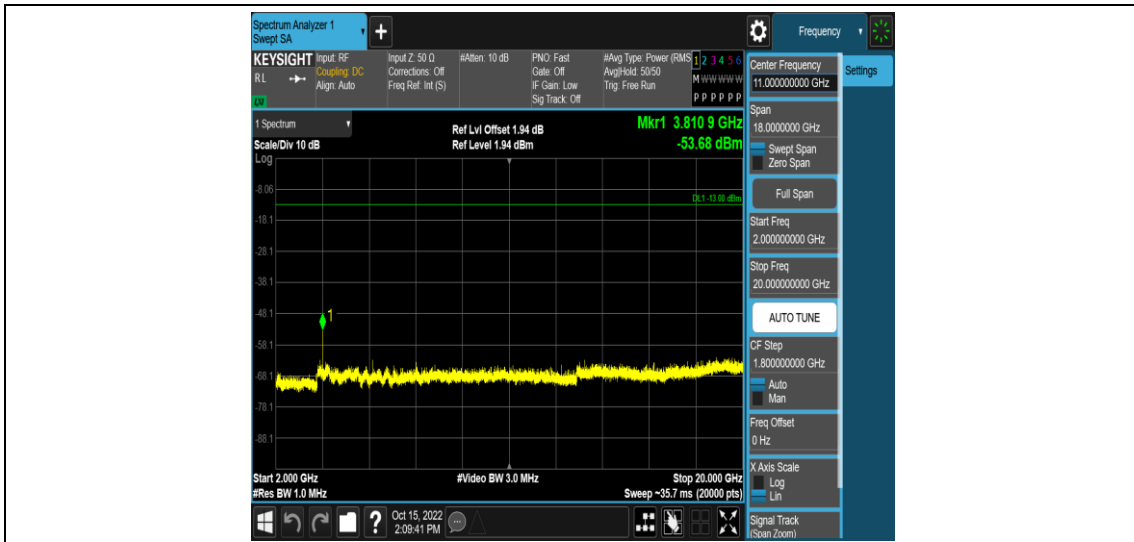 Spectrum Analyzer 1
Swept SA
+
Frequency
KEYSIGHT
RL
LXI
Input: RF
Coupling: DC
Align: Auto
Input Z: 50 Ω
Corrections: Off
Freq Ref: Int (S)
#Atten: 10 dB
PNO: Fast
Gate: Off
IF Gain: Low
Sig Track: Off
#Avg Type: Power (RMS
Avg|Hold: 50/50
Trig: Free Run
1 2 3 4 5 6
M W W W W W
P P P P P P
Center Frequency
11.000000000 GHz
Settings
Span
18.0000000 GHz
Swept Span
Zero Span
Full Span
Start Freq
2.000000000 GHz
Stop Freq
20.000000000 GHz
AUTO TUNE
CF Step
1.800000000 GHz
Auto
Man
Freq Offset
0 Hz
X Axis Scale
Log
Lin
Signal Track
(Span Zoom)
1 Spectrum
Scale/Div 10 dB
Log
Ref Lvl Offset 1.94 dB
Ref Level 1.94 dBm
Mkr1 3.810 9 GHz
-53.68 dBm
-8.06
DL1 -13.00 dBm
-18.1
-28.1
-38.1
-48.1
1
-58.1
-68.1
-78.1
-88.1
Start 2.000 GHz
#Video BW 3.0 MHz
Stop 20.000 GHz
#Res BW 1.0 MHz
Sweep ~35.7 ms (20000 pts)
?
Oct 15, 2022
2:09:41 PM